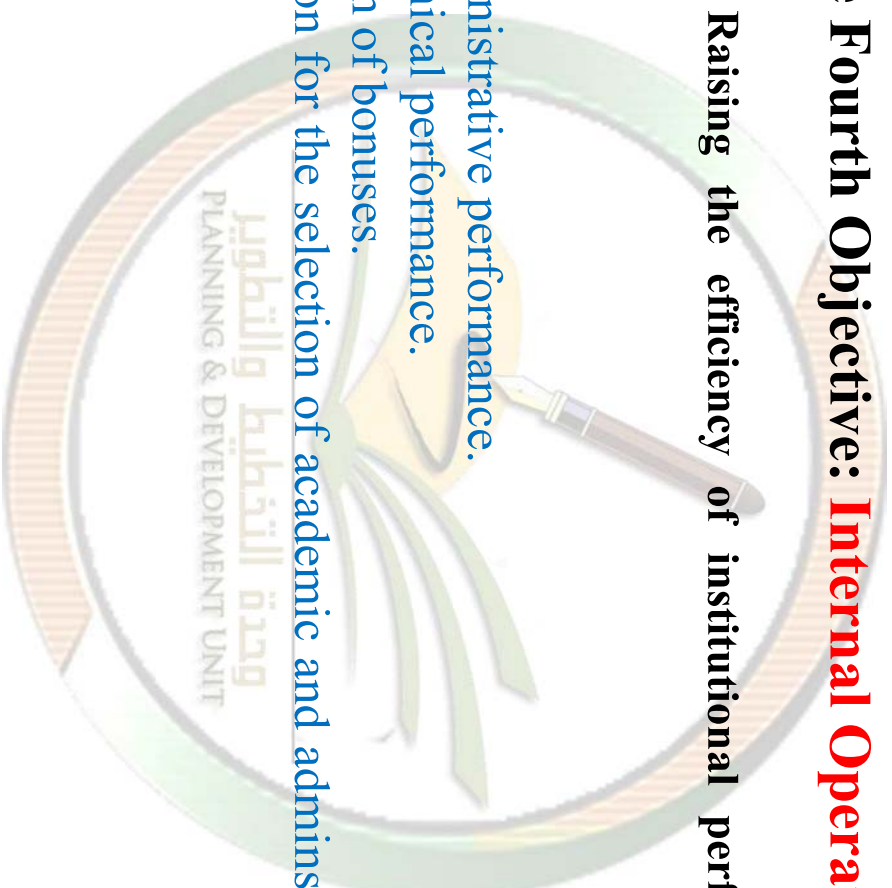 Fourth Objective: Internal Opera
Raising the efficiency of institutional perf
nistrative performance.
ical performance.
n of bonuses.
on for the selection of academic and admins
وحدة التخطيط والتطوير
PLANNING & DEVELOPMENT UNIT